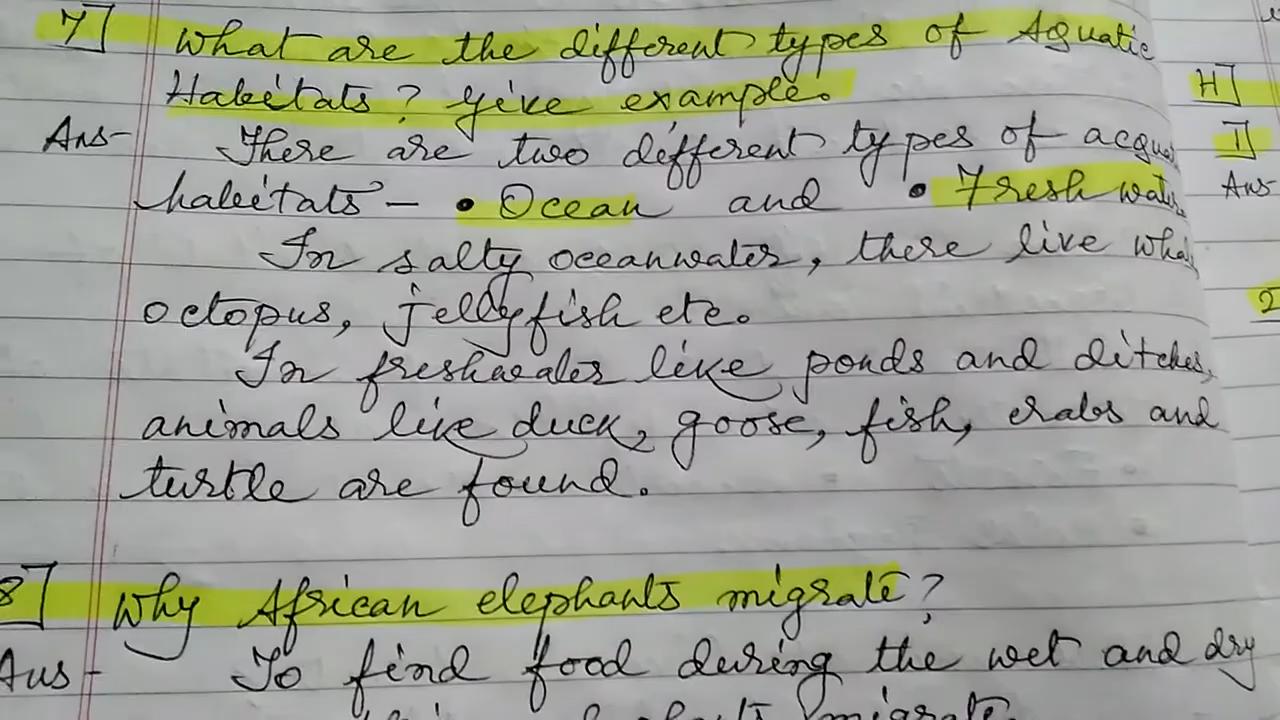 7] What are the different types of Aquatic
Habitats? Give example.
Ans- There are two different types of
habitats - • Ocean and • Fresh
In salty oceanwater, there live
octopus, jellyfish etc.
In freshwater like ponds and ditches,
animals like duck, goose, fish, crabs and
turtle are found.
8] Why African elephants migrate?
Ans- To find food during the wet and dry
migrate.
H]
1]
Ans-
2